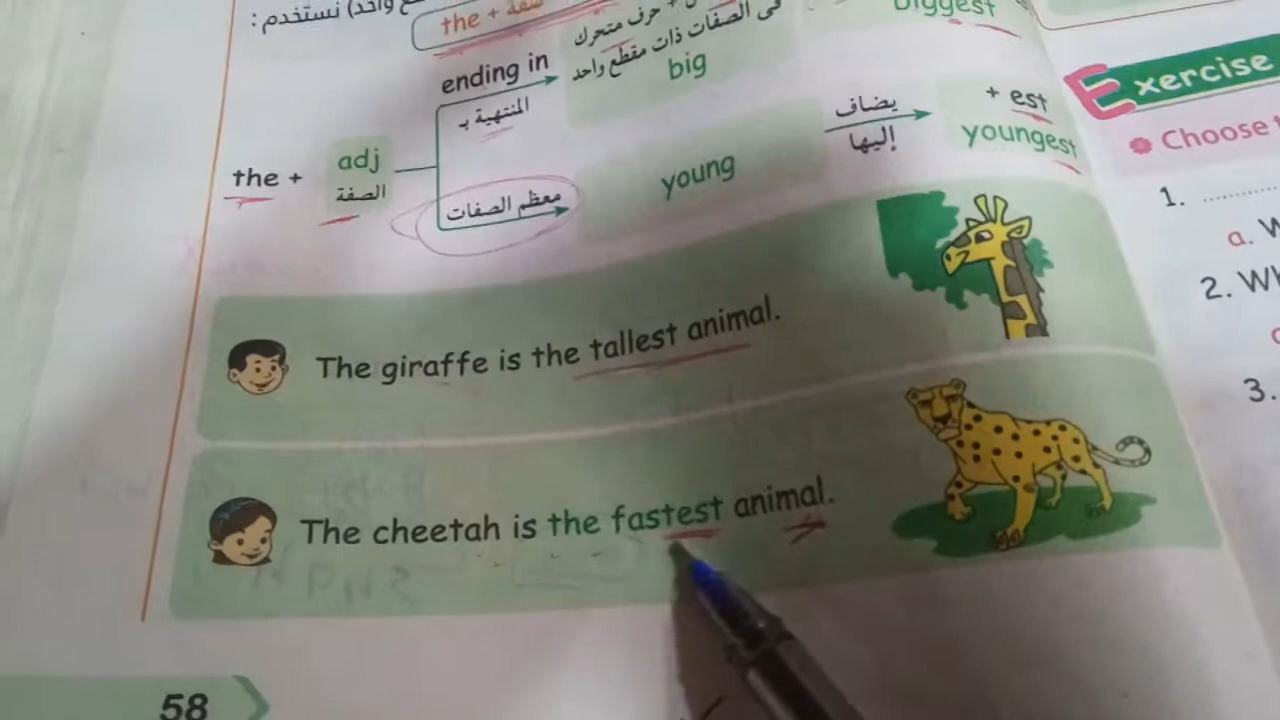 واحد) نستخدم :
the + صفة
ending in
المنتهية بـ
+ حرف متحرك
في الصفات ذات مقطع واحد
big
biggest
the +
adj
الصفة
معظم الصفات
young
يضاف
إليها
+ est
youngest
The giraffe is the tallest animal.
The cheetah is the fastest animal.
58
Exercise
Choose
1. ............
a.
2.
3.